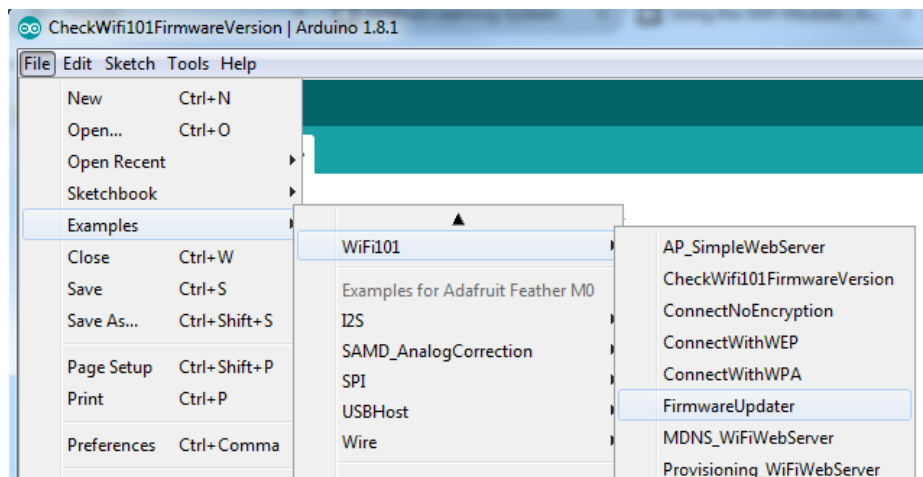 CheckWifi101FirmwareVersion | Arduino 1.8.1
File Edit Sketch Tools Help
New Ctrl+N
Open... Ctrl+O
Open Recent
Sketchbook
Examples
Close Ctrl+W
Save Ctrl+S
Save As... Ctrl+Shift+S
Page Setup Ctrl+Shift+P
Print Ctrl+P
Preferences Ctrl+Comma
WiFi101
Examples for Adafruit Feather M0
I2S
SAMD_AnalogCorrection
SPI
USBHost
Wire
AP_SimpleWebServer
CheckWifi101FirmwareVersion
ConnectNoEncryption
ConnectWithWEP
ConnectWithWPA
FirmwareUpdater
MDNS_WiFiWebServer
Provisioning_WiFiWebServer